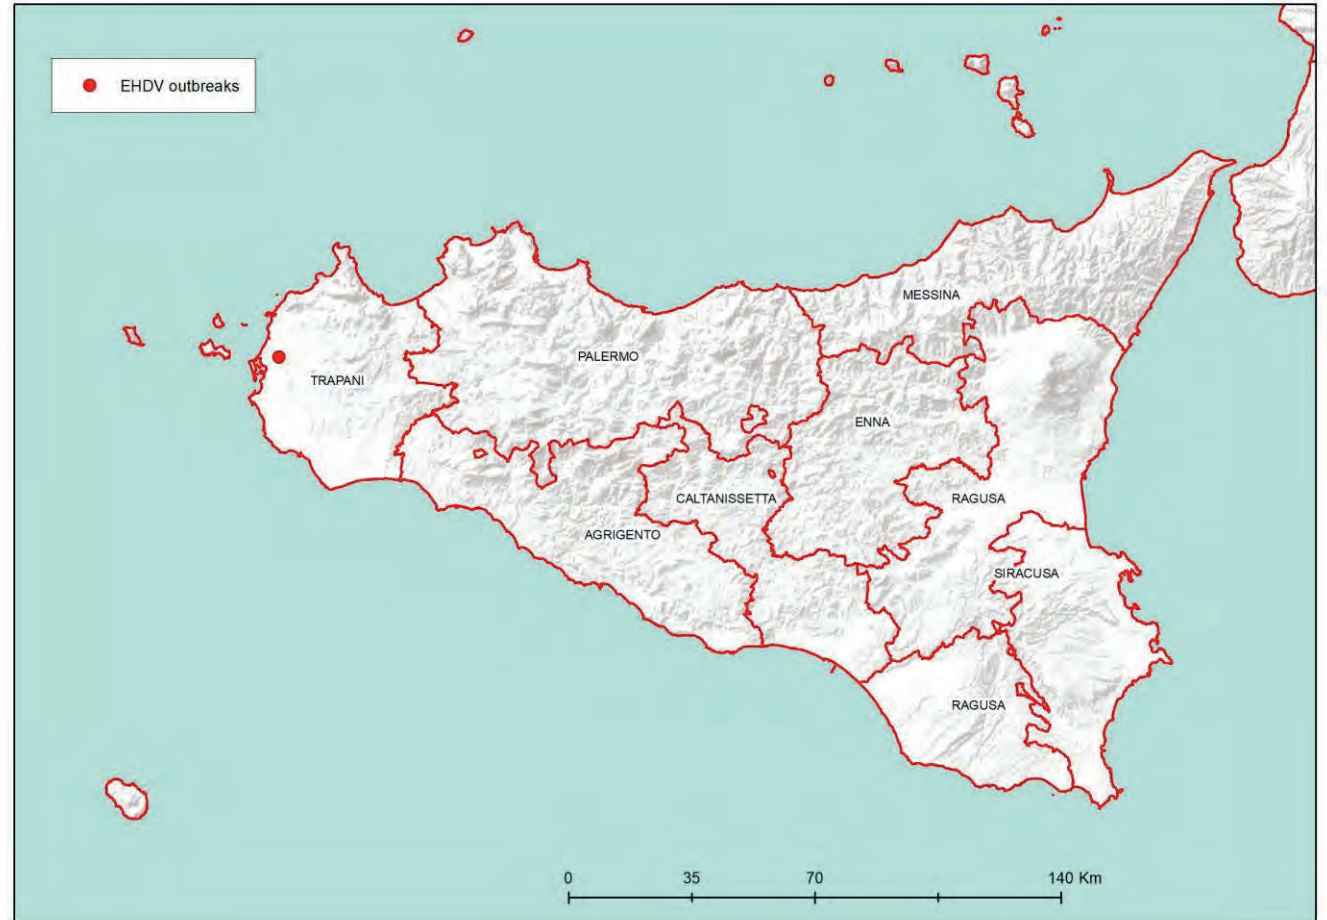 EHDV outbreaks
MESSINA
PALERMO
TRAPANI
ENNA
CALTANISSETTA
RAGUSA
AGRIGENTO
SIRACUSA
RAGUSA
0 35 70 140 Km